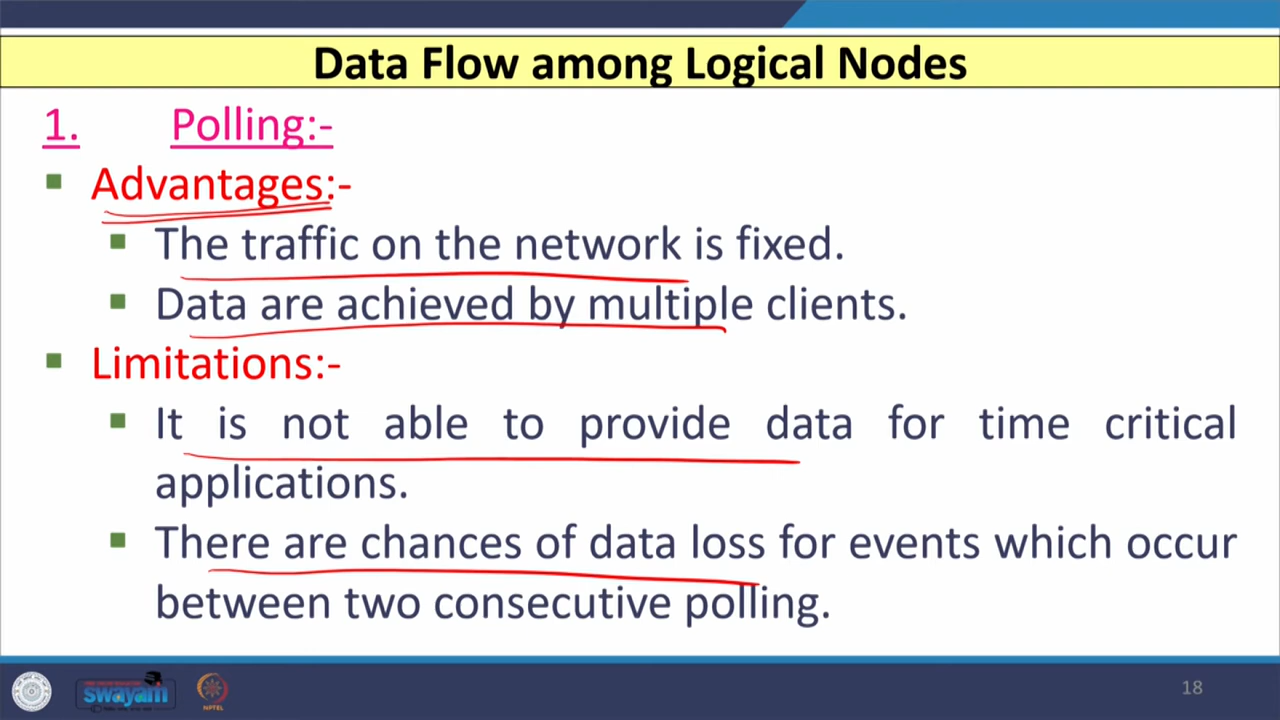 Data Flow among Logical Nodes
1. Polling:-
Advantages:-
The traffic on the network is fixed.
Data are achieved by multiple clients.
Limitations:-
It is not able to provide data for time critical
applications.
There are chances of data loss for events which occur
between two consecutive polling.
swayam
NPTEL
18